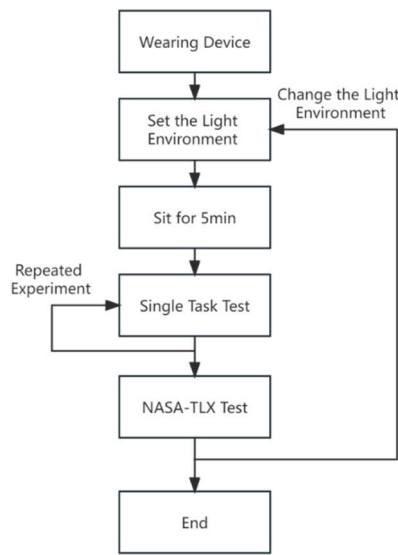 Wearing Device
Change the Light
Environment
Set the Light
Environment
Sit for 5min
Repeated
Experiment
Single Task Test
NASA-TLX Test
End